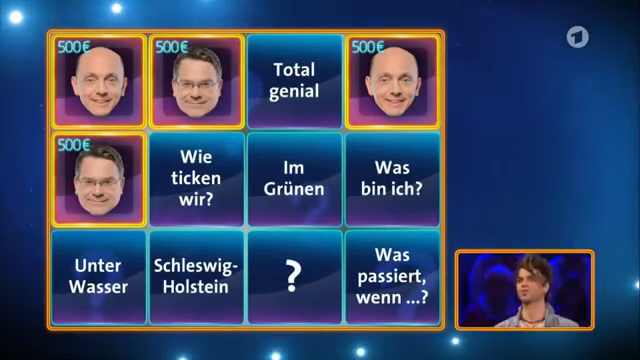 500€
500€
Total
genial
500€
500€
Wie
ticken
wir?
Im
Grünen
Was
bin ich?
Unter
Wasser
Schleswig-
Holstein
?
Was
passiert,
wenn ...?
1